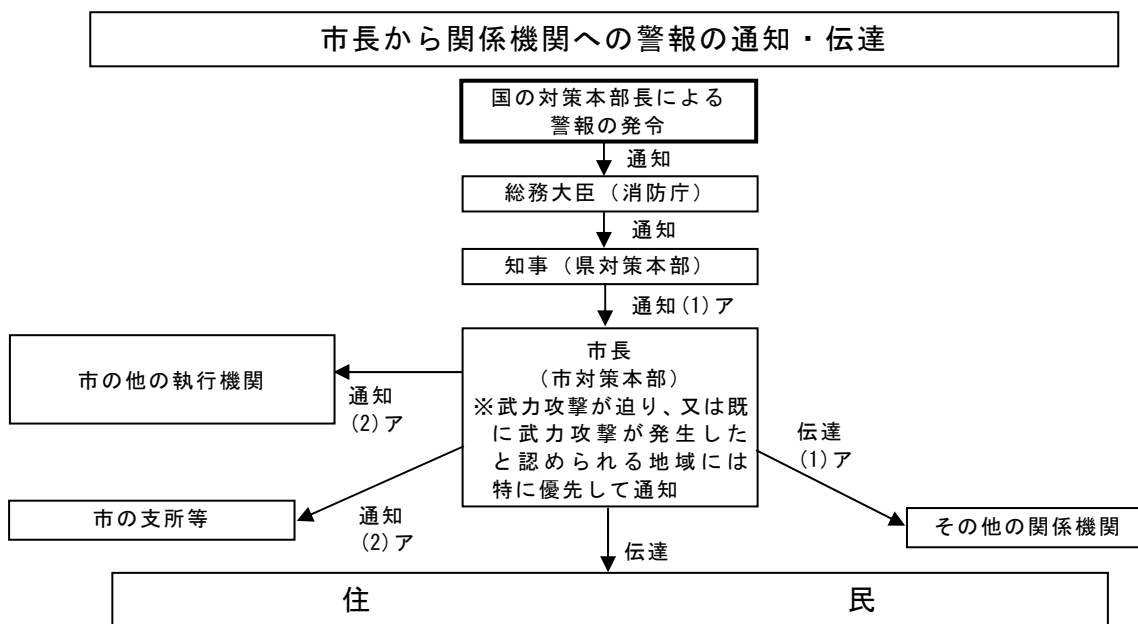 市長から関係機関への警報の通知・伝達
国の対策本部長による
警報の発令
通知
総務大臣（消防庁）
通知
知事（県対策本部）
通知(1)ア
市長
（市対策本部）
※武力攻撃が迫り、又は既
に武力攻撃が発生した
と認められる地域には
特に優先して通知
市の他の執行機関
通知
(2)ア
伝達
(1)ア
市の支所等
通知
(2)ア
その他の関係機関
伝達
住 民